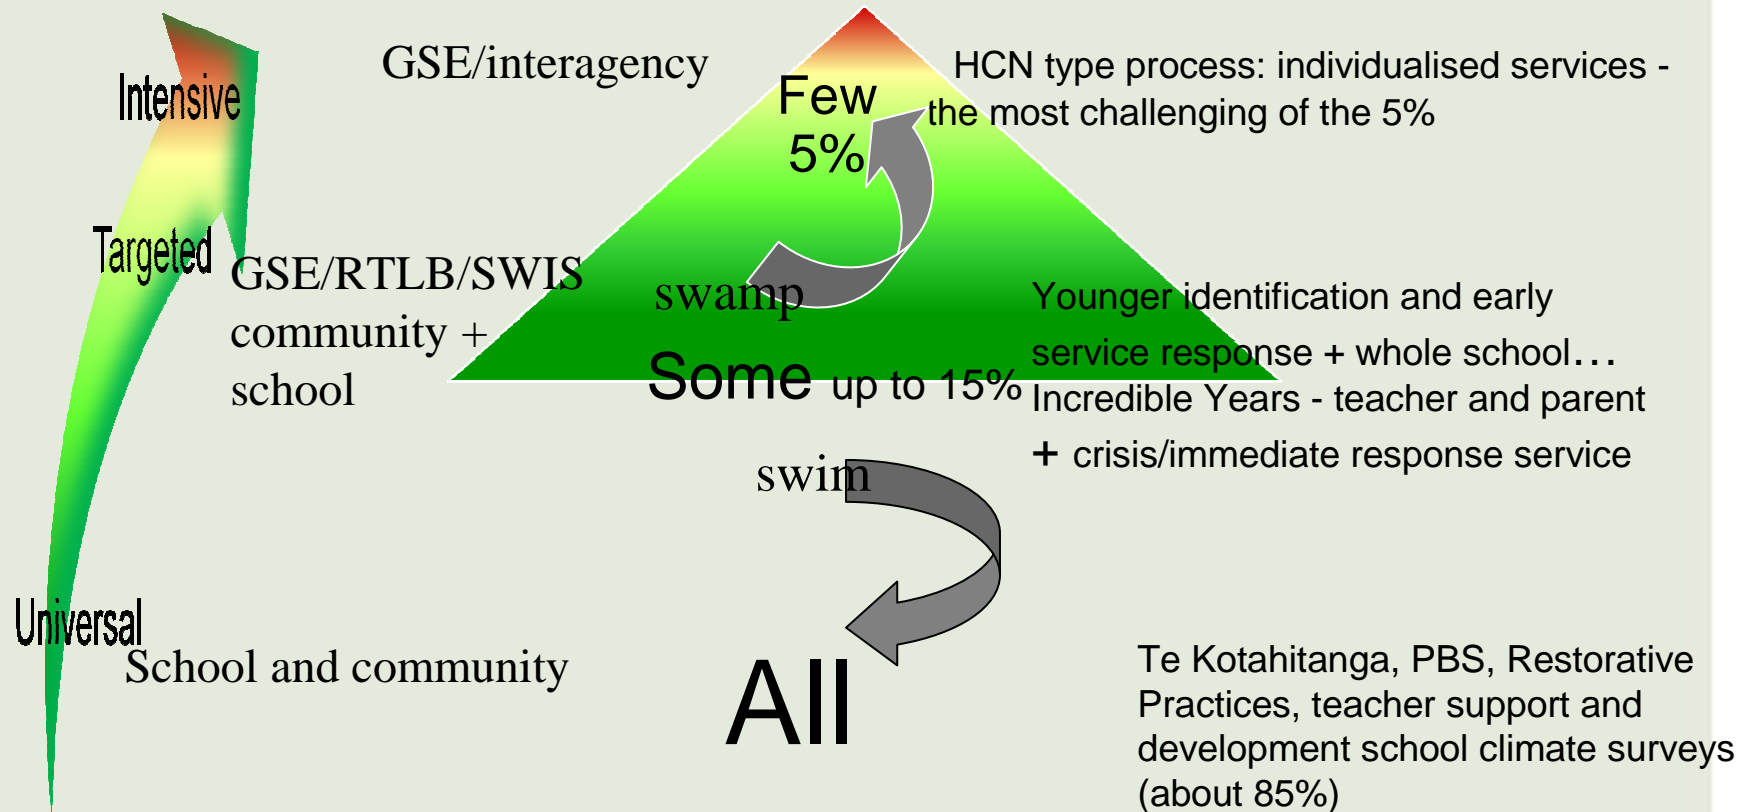 GSE/interagency
Intensive
Few
5%
HCN type process: individualised services -
the most challenging of the 5%
Targeted
GSE/RTLB/SWIS
community +
school
swamp
Some up to 15%
Younger identification and early
service response + whole school…
Incredible Years - teacher and parent
+ crisis/immediate response service
swim
Universal
School and community
All
Te Kotahitanga, PBS, Restorative
Practices, teacher support and
development school climate surveys
(about 85%)